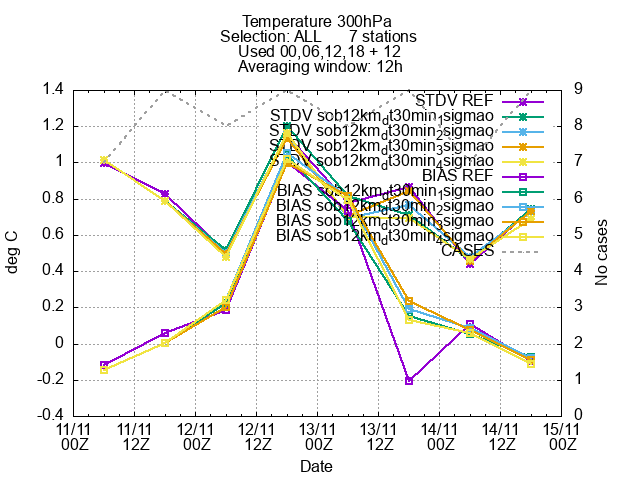 Temperature 300hPa
Selection: ALL 7 stations
Used 00,06,12,18 + 12
Averaging window: 12h
1.4
1.2
1
0.8
0.6
0.4
0.2
0
-0.2
-0.4
deg C
9
8
7
6
5
4
3
2
1
0
No cases
STDV REF
STDV sob12km_dt30min_1sigmao
STDV sob12km_dt30min_2sigmao
STDV sob12km_dt30min_3sigmao
STDV sob12km_dt30min_4sigmao
BIAS REF
BIAS sob12km_dt30min_1sigmao
BIAS sob12km_dt30min_2sigmao
BIAS sob12km_dt30min_3sigmao
BIAS sob12km_dt30min_4sigmao
CASES
11/11 11/11 12/11 12/11 13/11 13/11 14/11 14/11 15/11
00Z 12Z 00Z 12Z 00Z 12Z 00Z 12Z 00Z
Date